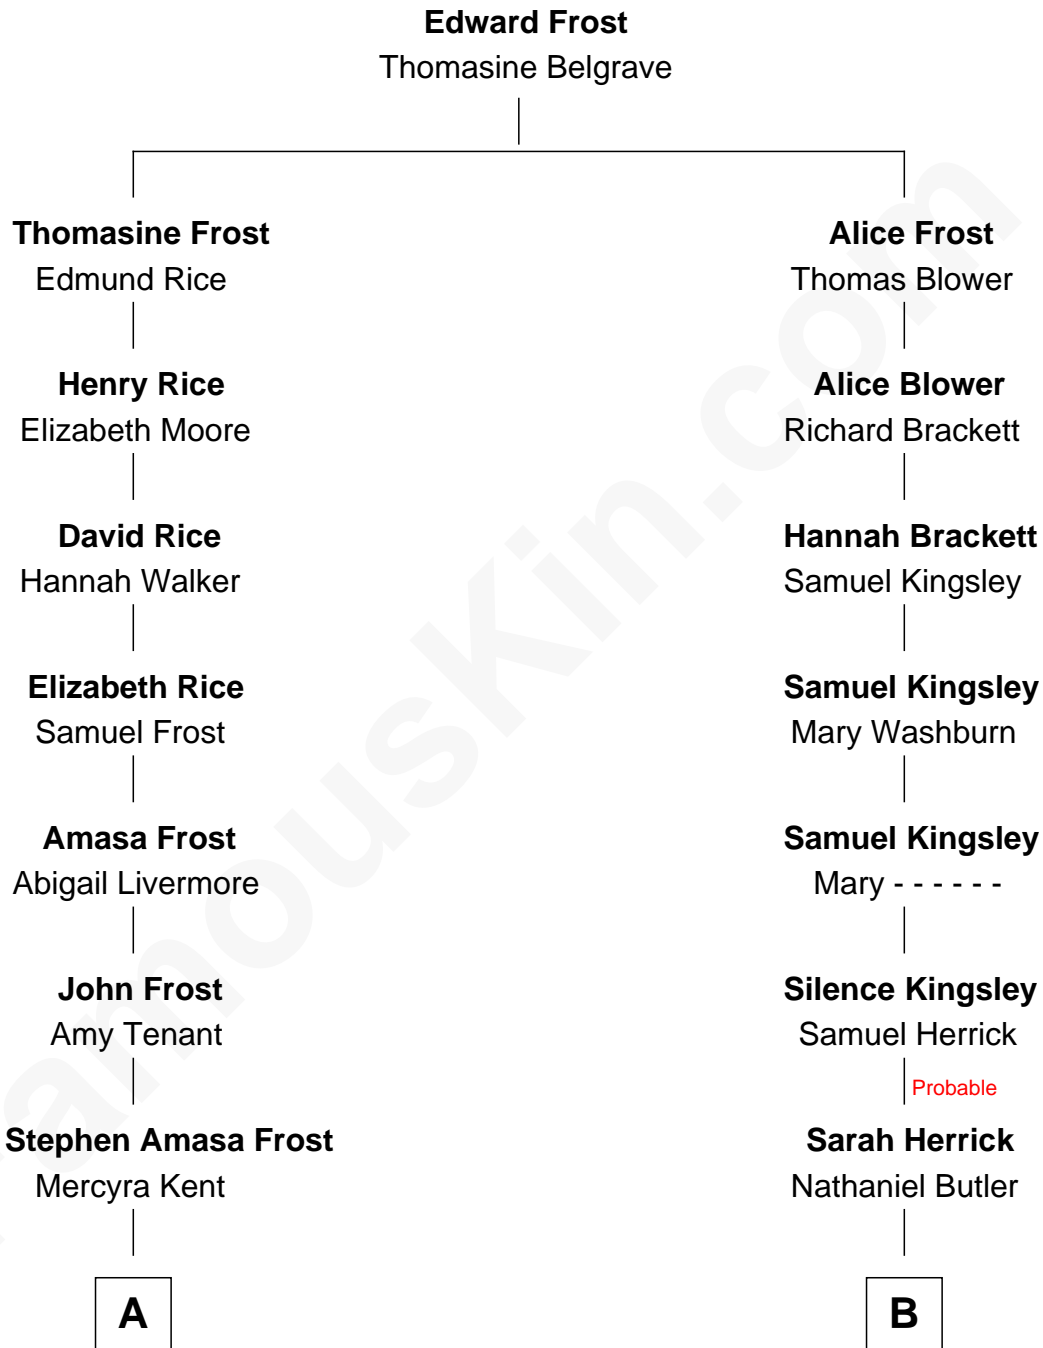 Edward Frost
Thomasine Belgrave
Thomasine Frost
Edmund Rice
Alice Frost
Thomas Blower
Henry Rice
Elizabeth Moore
Alice Blower
Richard Brackett
David Rice
Hannah Walker
Hannah Brackett
Samuel Kingsley
Elizabeth Rice
Samuel Frost
Samuel Kingsley
Mary Washburn
Amasa Frost
Abigail Livermore
Samuel Kingsley
Mary - - - - - -
John Frost
Amy Tenant
Silence Kingsley
Samuel Herrick
Probable
Stephen Amasa Frost
Mercyra Kent
Sarah Herrick
Nathaniel Butler
A
B
FamousKin.com